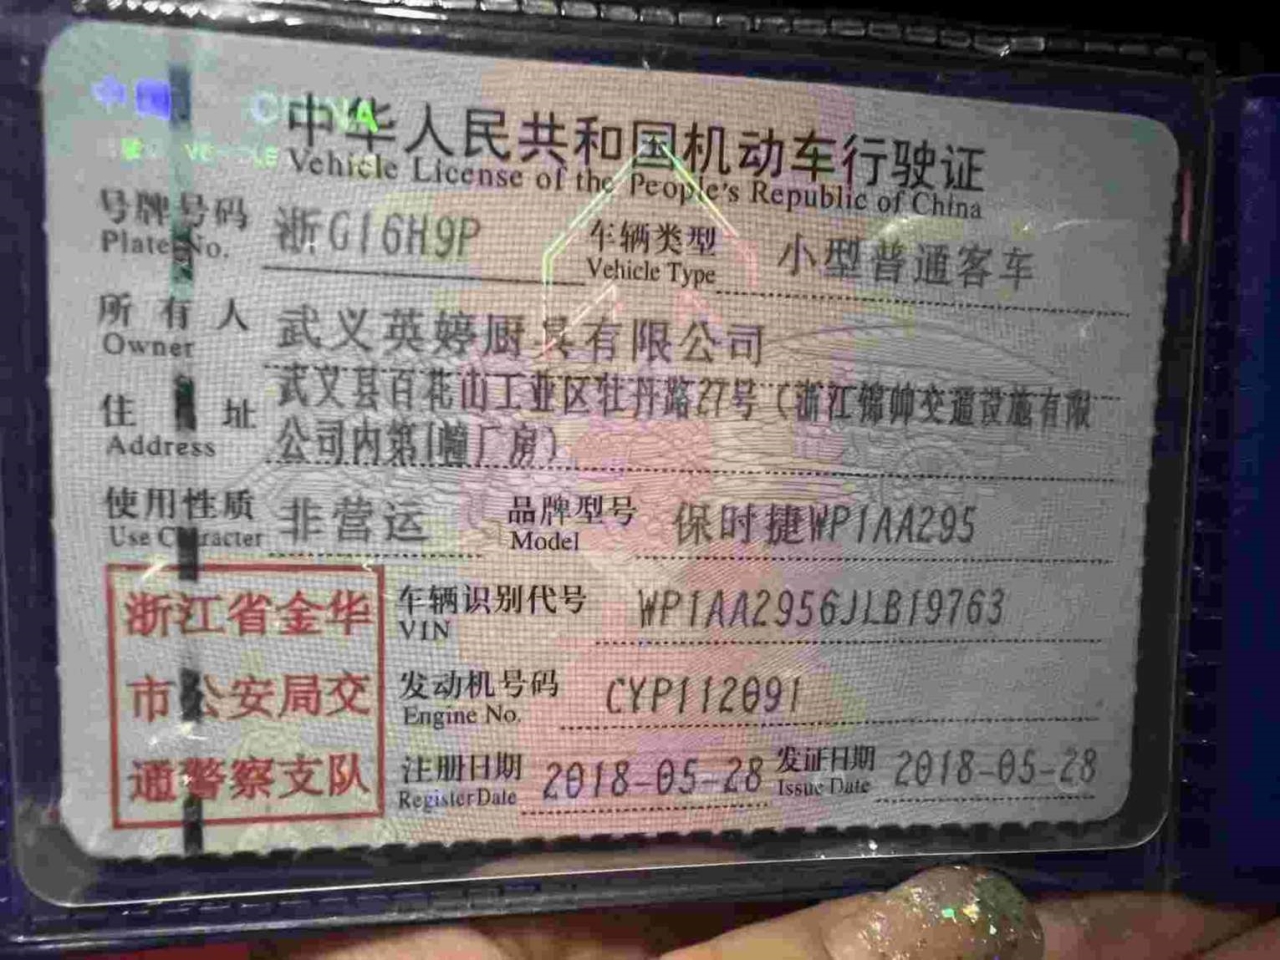 中国 CHINA
中华人民共和国机动车行驶证
Vehicle License of the People's Republic of China
号牌号码 浙G16H9P 车辆类型 小型普通客车
Plate No. Vehicle Type
所有人 武义英婷厨具有限公司
Owner
住址 武义县百花山工业区牡丹路27号(浙江锦帅交通设施有限
Address 公司内第1幢厂房)
使用性质 非营运 品牌型号 保时捷WP1AA295
Use Character Model
浙江省金华
市公安局交
通警察支队
车辆识别代号 WP1AA2956JLB19763
VIN
发动机号码 CYP112091
Engine No.
注册日期 2018-05-28 发证日期 2018-05-28
Register Date Issue Date